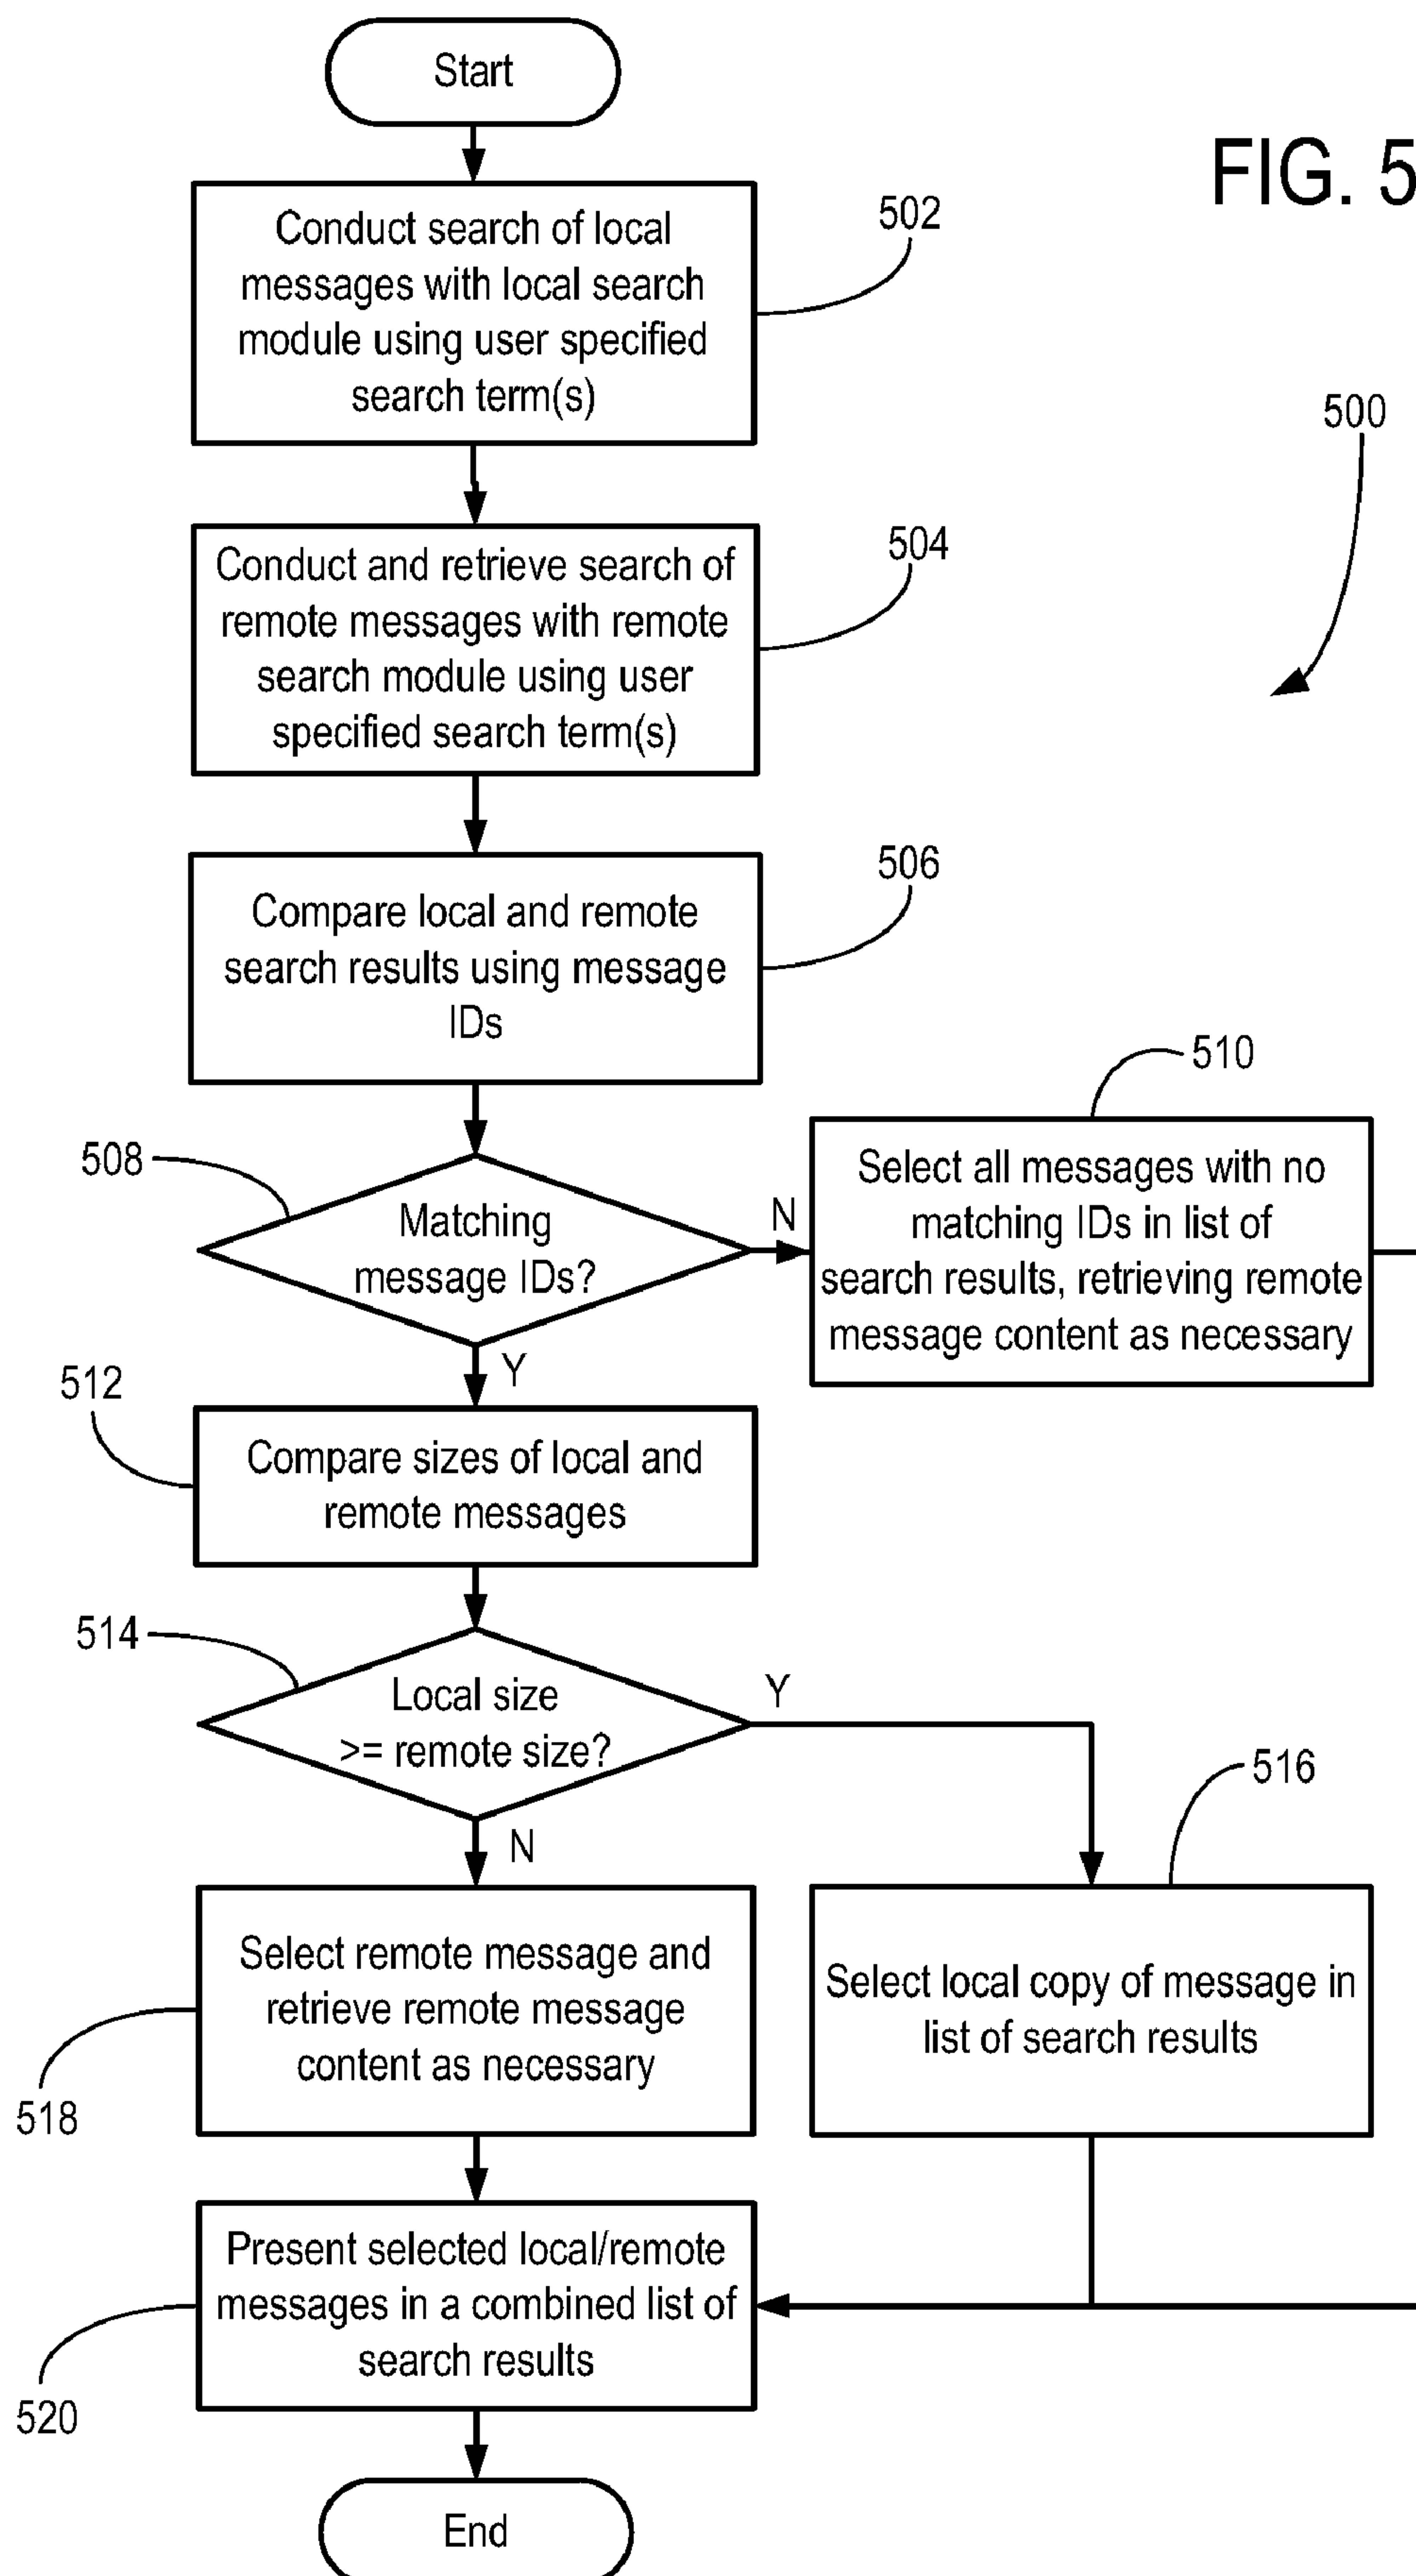 Start
FIG. 5
Conduct search of local
messages with local search
module using user specified
search term(s)
502
500
Conduct and retrieve search of
remote messages with remote
search module using user
specified search term(s)
504
Compare local and remote
search results using message
IDs
506
508
Matching
message IDs?
N
510
Select all messages with no
matching IDs in list of
search results, retrieving remote
message content as necessary
Y
512
Compare sizes of local and
remote messages
514
Local size
>= remote size?
Y
N
516
Select local copy of message in
list of search results
Select remote message and
retrieve remote message
content as necessary
518
Present selected local/remote
messages in a combined list of
search results
520
End